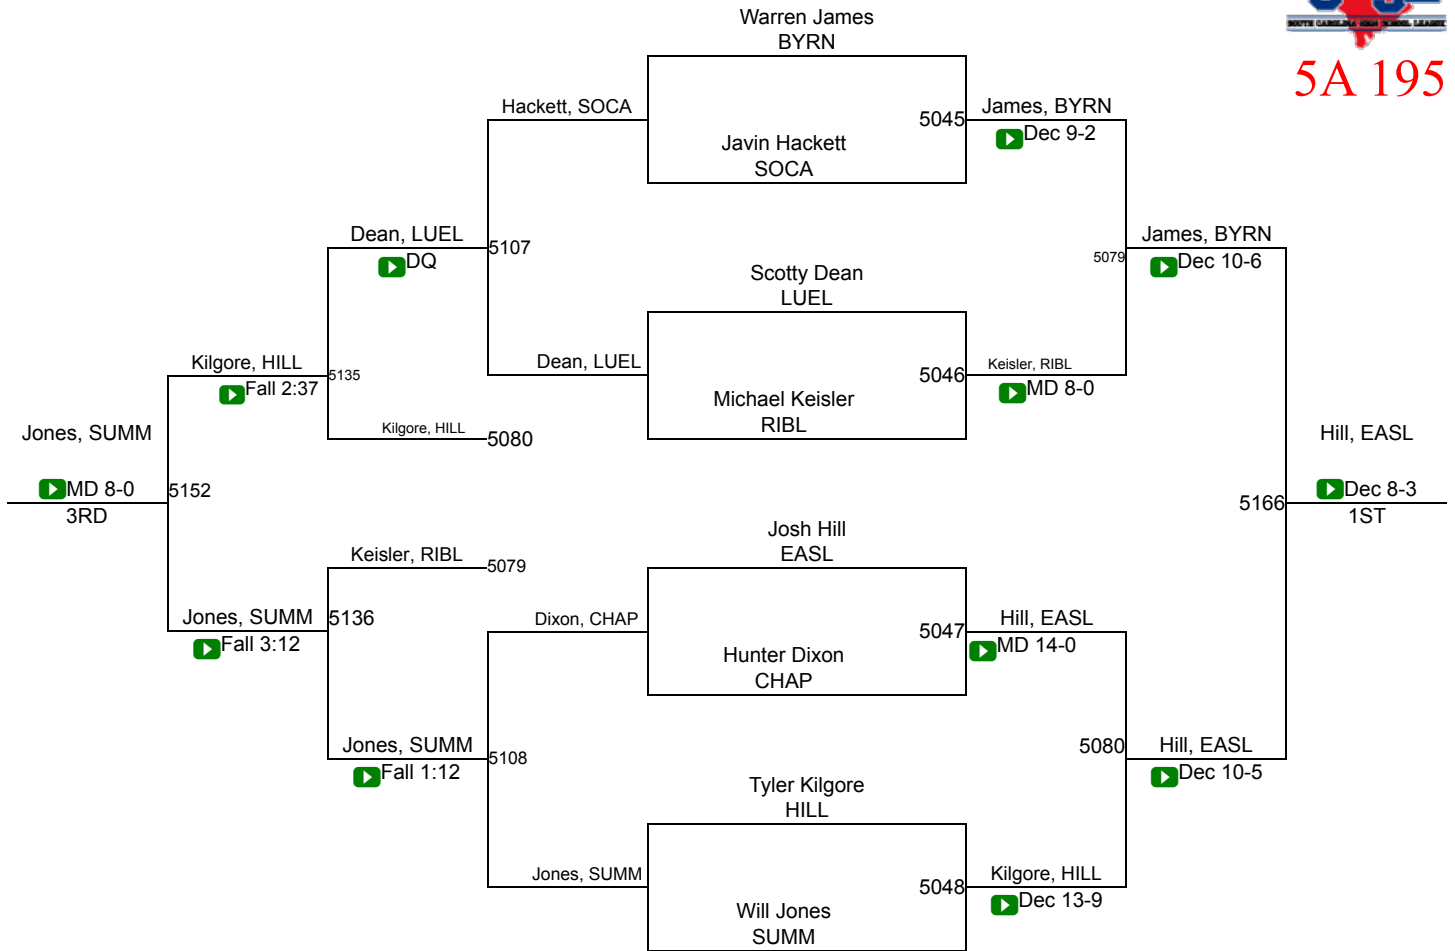 SOUTH CAROLINA HIGH SCHOOL LEAGUE
5A 195
Warren James
BYRN
Hackett, SOCA
5045
James, BYRN
Dec 9-2
Javin Hackett
SOCA
Dean, LUEL
DQ
5107
5079
James, BYRN
Dec 10-6
Scotty Dean
LUEL
Dean, LUEL
5046
Keisler, RIBL
MD 8-0
Michael Keisler
RIBL
Kilgore, HILL
Fall 2:37
5135
Kilgore, HILL
5080
Jones, SUMM
MD 8-0
3RD
5152
5166
Hill, EASL
Dec 8-3
1ST
Keisler, RIBL
5079
Josh Hill
EASL
Jones, SUMM
Fall 3:12
5136
Dixon, CHAP
5047
Hill, EASL
MD 14-0
Hunter Dixon
CHAP
Jones, SUMM
Fall 1:12
5108
5080
Hill, EASL
Dec 10-5
Tyler Kilgore
HILL
Jones, SUMM
5048
Kilgore, HILL
Dec 13-9
Will Jones
SUMM